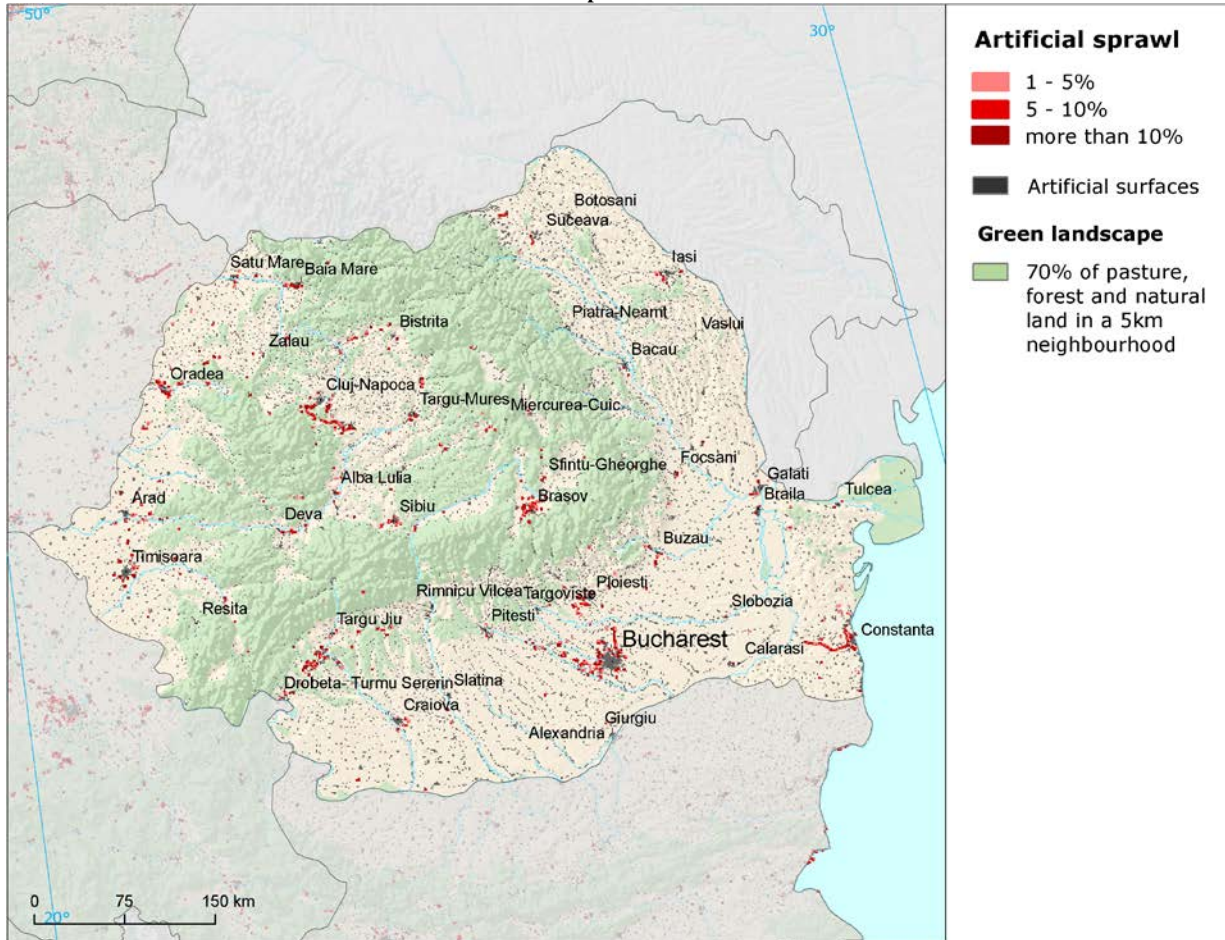 50°
30°
Artificial sprawl
1 - 5%
5 - 10%
more than 10%
Artificial surfaces
Green landscape
70% of pasture,
forest and natural
land in a 5km
neighbourhood
Botosani
Suceava
Iasi
Satu Mare
Baia Mare
Piatra-Neamt
Vaslui
Bistrita
Zalau
Bacau
Oradea
Cluj-Napoca
Targu-Mures
Miercurea-Cuic
Sfintu-Gheorghe
Focsani
Alba Lulia
Galati
Braila
Tulcea
Arad
Deva
Sibiu
Brasov
Buzau
Timisoara
Resita
Rimnicu Vilcea
Targoviste
Ploiesti
Slobozia
Targu Jiu
Pitesti
Bucharest
Constanta
Calarasi
Drobeta- Turmu Sererin
Slatina
Craiova
Giurgiu
Alexandria
0 75 150 km
20°